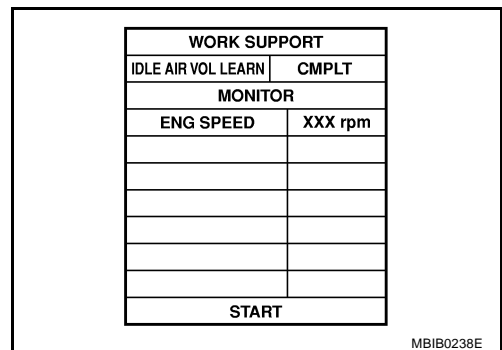 WORK SUPPORT
IDLE AIR VOL LEARN CMPLT
MONITOR
ENG SPEED XXX rpm
START
MBIB0238E